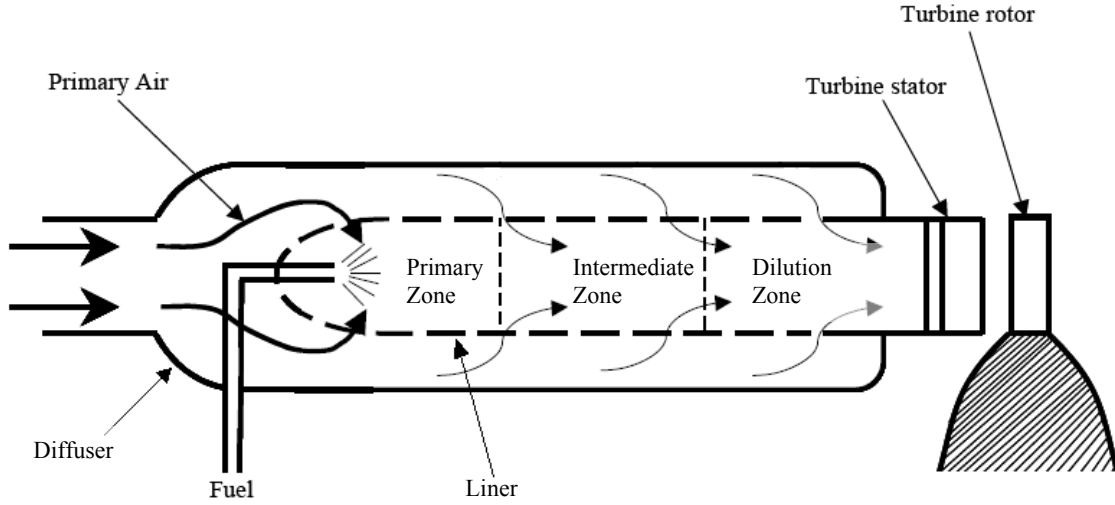 Turbine rotor
Primary Air
Turbine stator
Primary
Zone
Intermediate
Zone
Dilution
Zone
Diffuser
Fuel
Liner